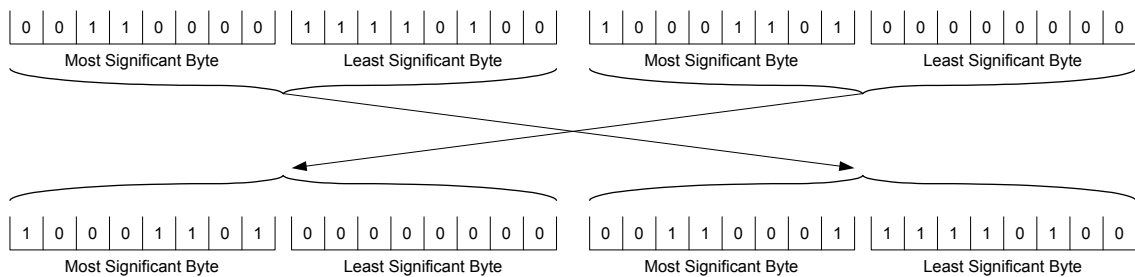 0 0 1 1 0 0 0 0 1 1 1 1 0 1 0 0 1 0 0 0 1 1 0 1 0 0 0 0 0 0 0 0
Most Significant Byte Least Significant Byte Most Significant Byte Least Significant Byte
1 0 0 0 1 1 0 1 0 0 0 0 0 0 0 0 0 0 1 1 0 0 0 1 1 1 1 1 0 1 0 0
Most Significant Byte Least Significant Byte Most Significant Byte Least Significant Byte